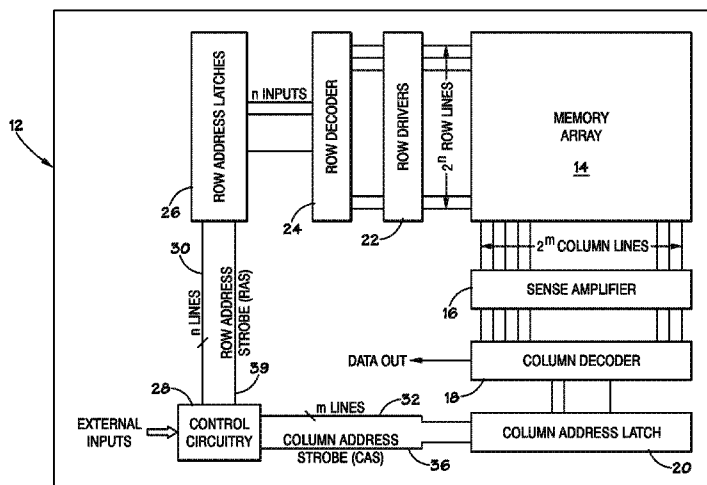 12
ROW ADDRESS LATCHES
26
n INPUTS
ROW DECODER
24
ROW DRIVERS
22
2^n ROW LINES
MEMORY
ARRAY
14
2^m COLUMN LINES
SENSE AMPLIFIER
16
DATA OUT
COLUMN DECODER
18
30
n LINES
ROW ADDRESS
STROBE (RAS)
39
28
EXTERNAL
INPUTS
CONTROL
CIRCUITRY
m LINES
32
COLUMN ADDRESS
STROBE (CAS)
36
COLUMN ADDRESS LATCH
20